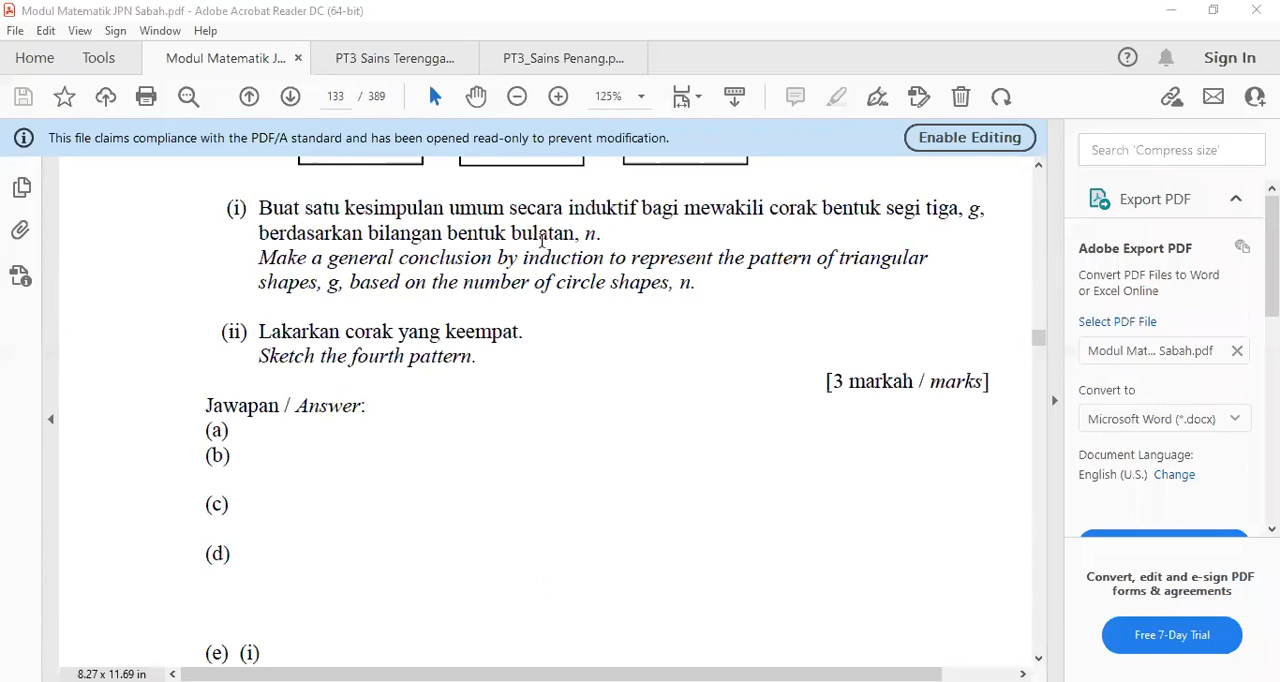 Modul Matematik JPN Sabah.pdf - Adobe Acrobat Reader DC (64-bit)
File Edit View Sign Window Help
Home Tools Modul Matematik J... × PT3 Sains Terengga... PT3_Sains Penang.p... Sign In
133 / 389 125%
This file claims compliance with the PDF/A standard and has been opened read-only to prevent modification. Enable Editing
(i) Buat satu kesimpulan umum secara induktif bagi mewakili corak bentuk segi tiga, g,
berdasarkan bilangan bentuk bulatan, n.
Make a general conclusion by induction to represent the pattern of triangular
shapes, g, based on the number of circle shapes, n.
(ii) Lakarkan corak yang keempat.
Sketch the fourth pattern.
[3 markah / marks]
Jawapan / Answer:
(a)
(b)
(c)
(d)
(e) (i)
8.27 x 11.69 in
Search 'Compress size'
Export PDF
Adobe Export PDF
Convert PDF Files to Word
or Excel Online
Select PDF File
Modul Mat... Sabah.pdf
Convert to
Microsoft Word (*.docx)
Document Language:
English (U.S.) Change
Convert, edit and e-sign PDF
forms & agreements
Free 7-Day Trial